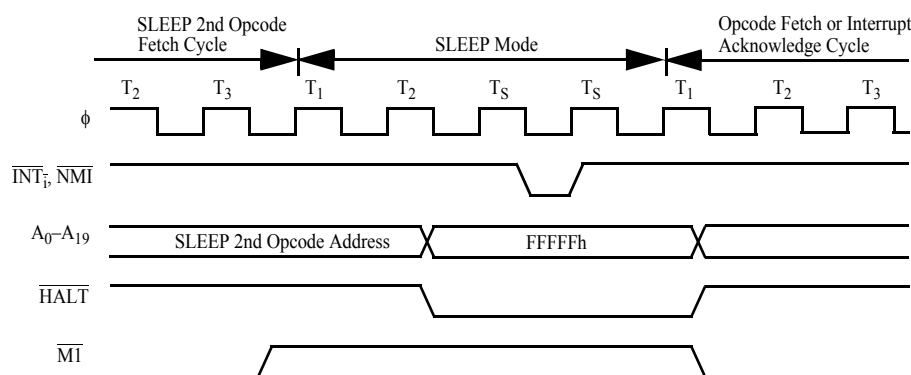 SLEEP 2nd Opcode
Fetch Cycle
SLEEP Mode
Opcode Fetch or Interrupt
Acknowledge Cycle
T2 T3 T1 T2 TS TS T1 T2 T3
ϕ
INTi, NMI
A0–A19
SLEEP 2nd Opcode Address
FFFFFh
HALT
M1